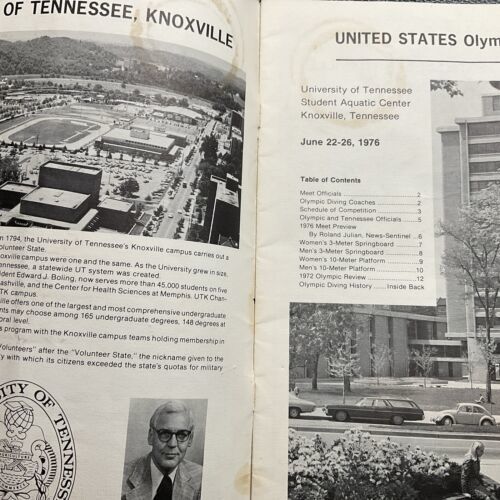 OF TENNESSEE, KNOXVILLE
n 1794, the University of Tennessee's Knoxville campus carries out a
olunteer State.
oxville campus were one and the same. As the University grew in size,
ennessee, a statewide UT system was created.
dent Edward J. Boling, now serves more than 45,000 students on five
ashville, and the Center for Health Sciences at Memphis. UTK Chan-
TK campus.
ville offers one of the largest and most comprehensive undergraduate
nts may choose among 165 undergraduate degrees, 148 degrees at
toral level.
s program with the Knoxville campus teams holding membership in
Volunteers" after the "Volunteer State," the nickname given to the
y with which its citizens exceeded the state's quotas for military
ITY OF TENNESS
UNITED STATES Olym
University of Tennessee
Student Aquatic Center
Knoxville, Tennessee
June 22-26, 1976
Table of Contents
Meet Officials 2
Olympic Diving Coaches 2
Schedule of Competition 3
Olympic and Tennessee Officials 5
1976 Meet Preview
By Roland Julian, News-Sentinel 6
Women's 3-Meter Springboard 7
Men's 3-Meter Springboard 8
Women's 10-Meter Platform 9
Men's 10-Meter Platform 10
1972 Olympic Review 12
Olympic Diving History Inside Back